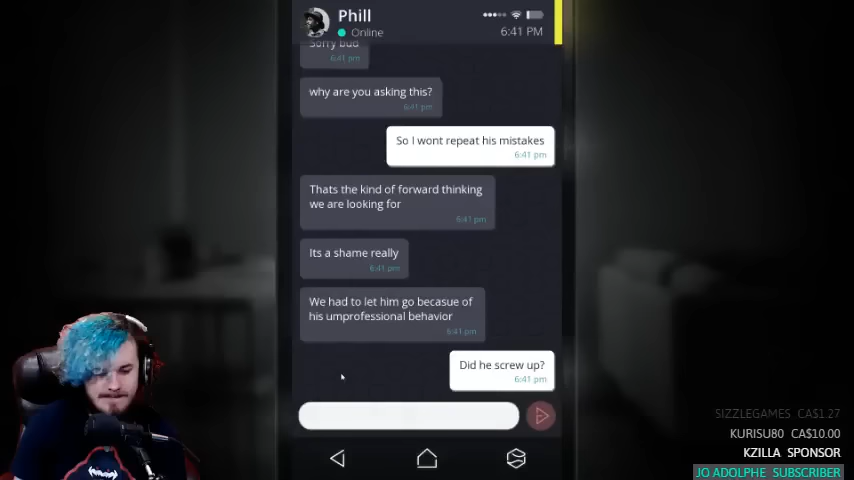 Phill
Online
6:41 PM
Sorry bud
6:41 pm
why are you asking this?
6:41 pm
So I wont repeat his mistakes
6:41 pm
Thats the kind of forward thinking
we are looking for
6:41 pm
Its a shame really
6:41 pm
We had to let him go becasue of
his umprofessional behavior
6:41 pm
Did he screw up?
6:41 pm
SIZZLEGAMES CA$1.27
KURISU80 CA$10.00
KZILLA SPONSOR
JO ADOLPHE SUBSCRIBER